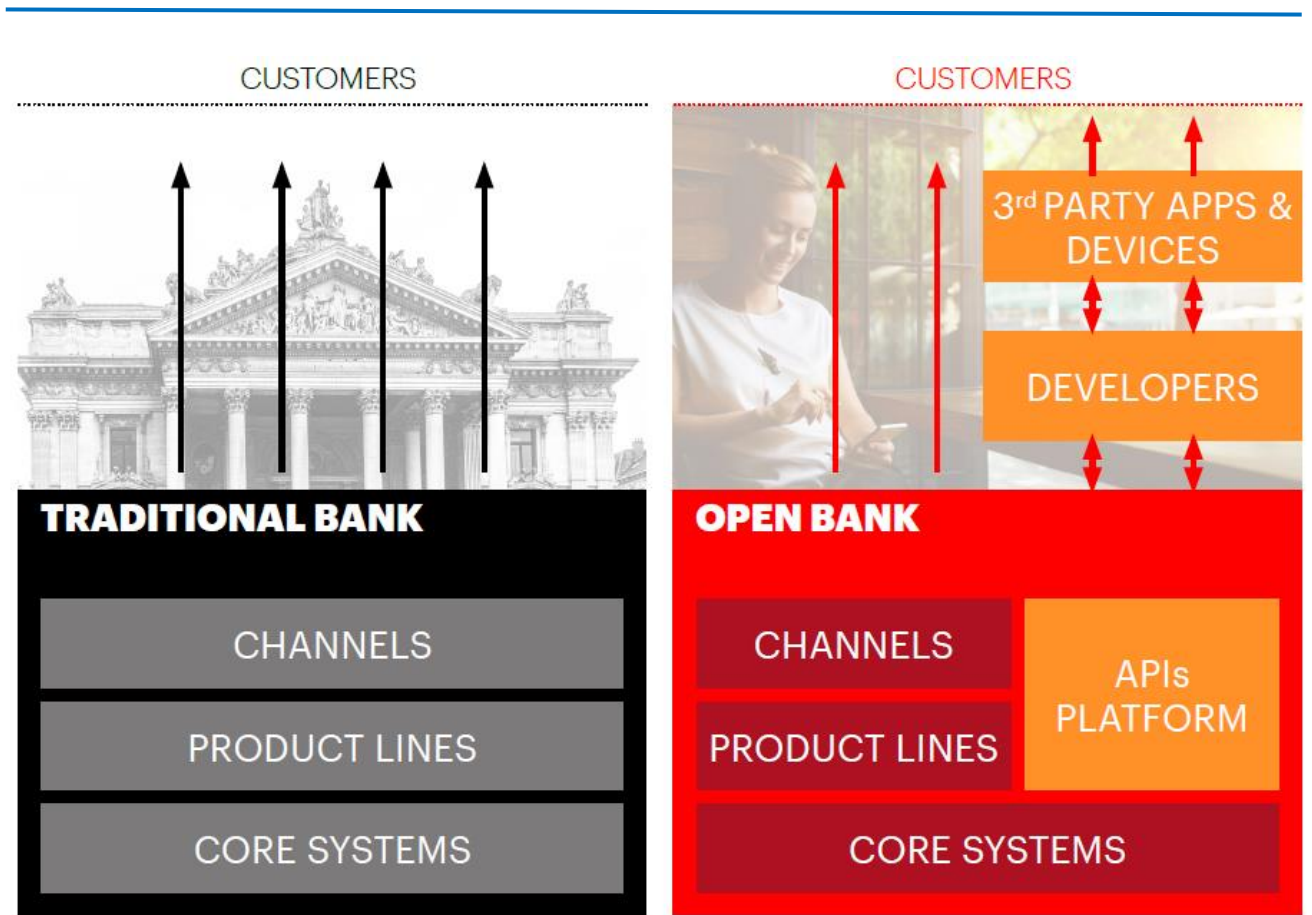 CUSTOMERS
TRADITIONAL BANK
CHANNELS
PRODUCT LINES
CORE SYSTEMS
CUSTOMERS
3rd PARTY APPS &
DEVICES
DEVELOPERS
OPEN BANK
CHANNELS
PRODUCT LINES
APIs
PLATFORM
CORE SYSTEMS